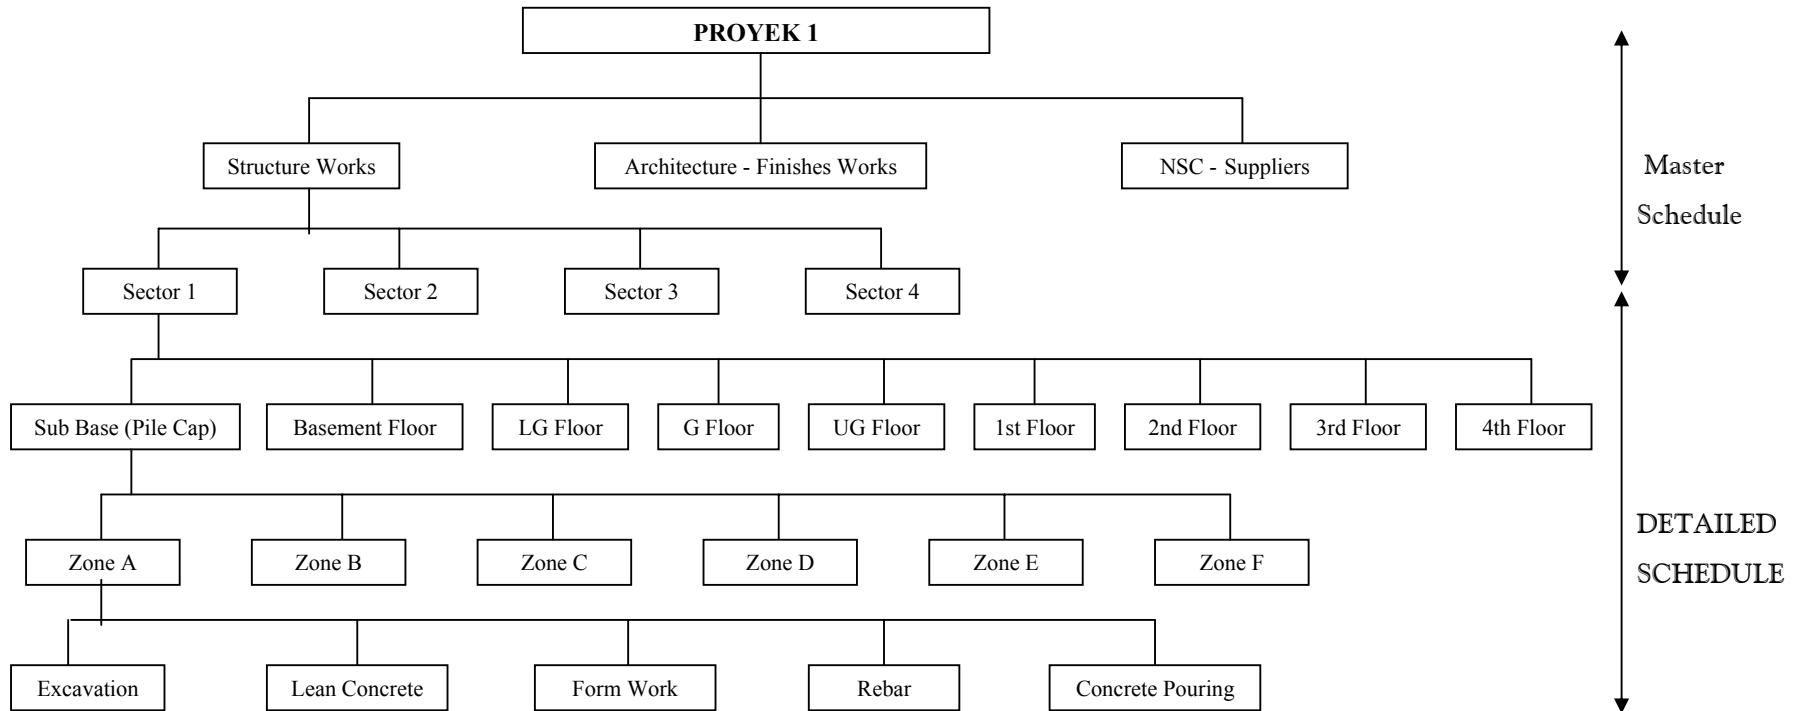 PROYEK 1
Structure Works
Architecture - Finishes Works
NSC - Suppliers
Master
Schedule
Sector 1
Sector 2
Sector 3
Sector 4
Sub Base (Pile Cap)
Basement Floor
LG Floor
G Floor
UG Floor
1st Floor
2nd Floor
3rd Floor
4th Floor
DETAILED
SCHEDULE
Zone A
Zone B
Zone C
Zone D
Zone E
Zone F
Excavation
Lean Concrete
Form Work
Rebar
Concrete Pouring